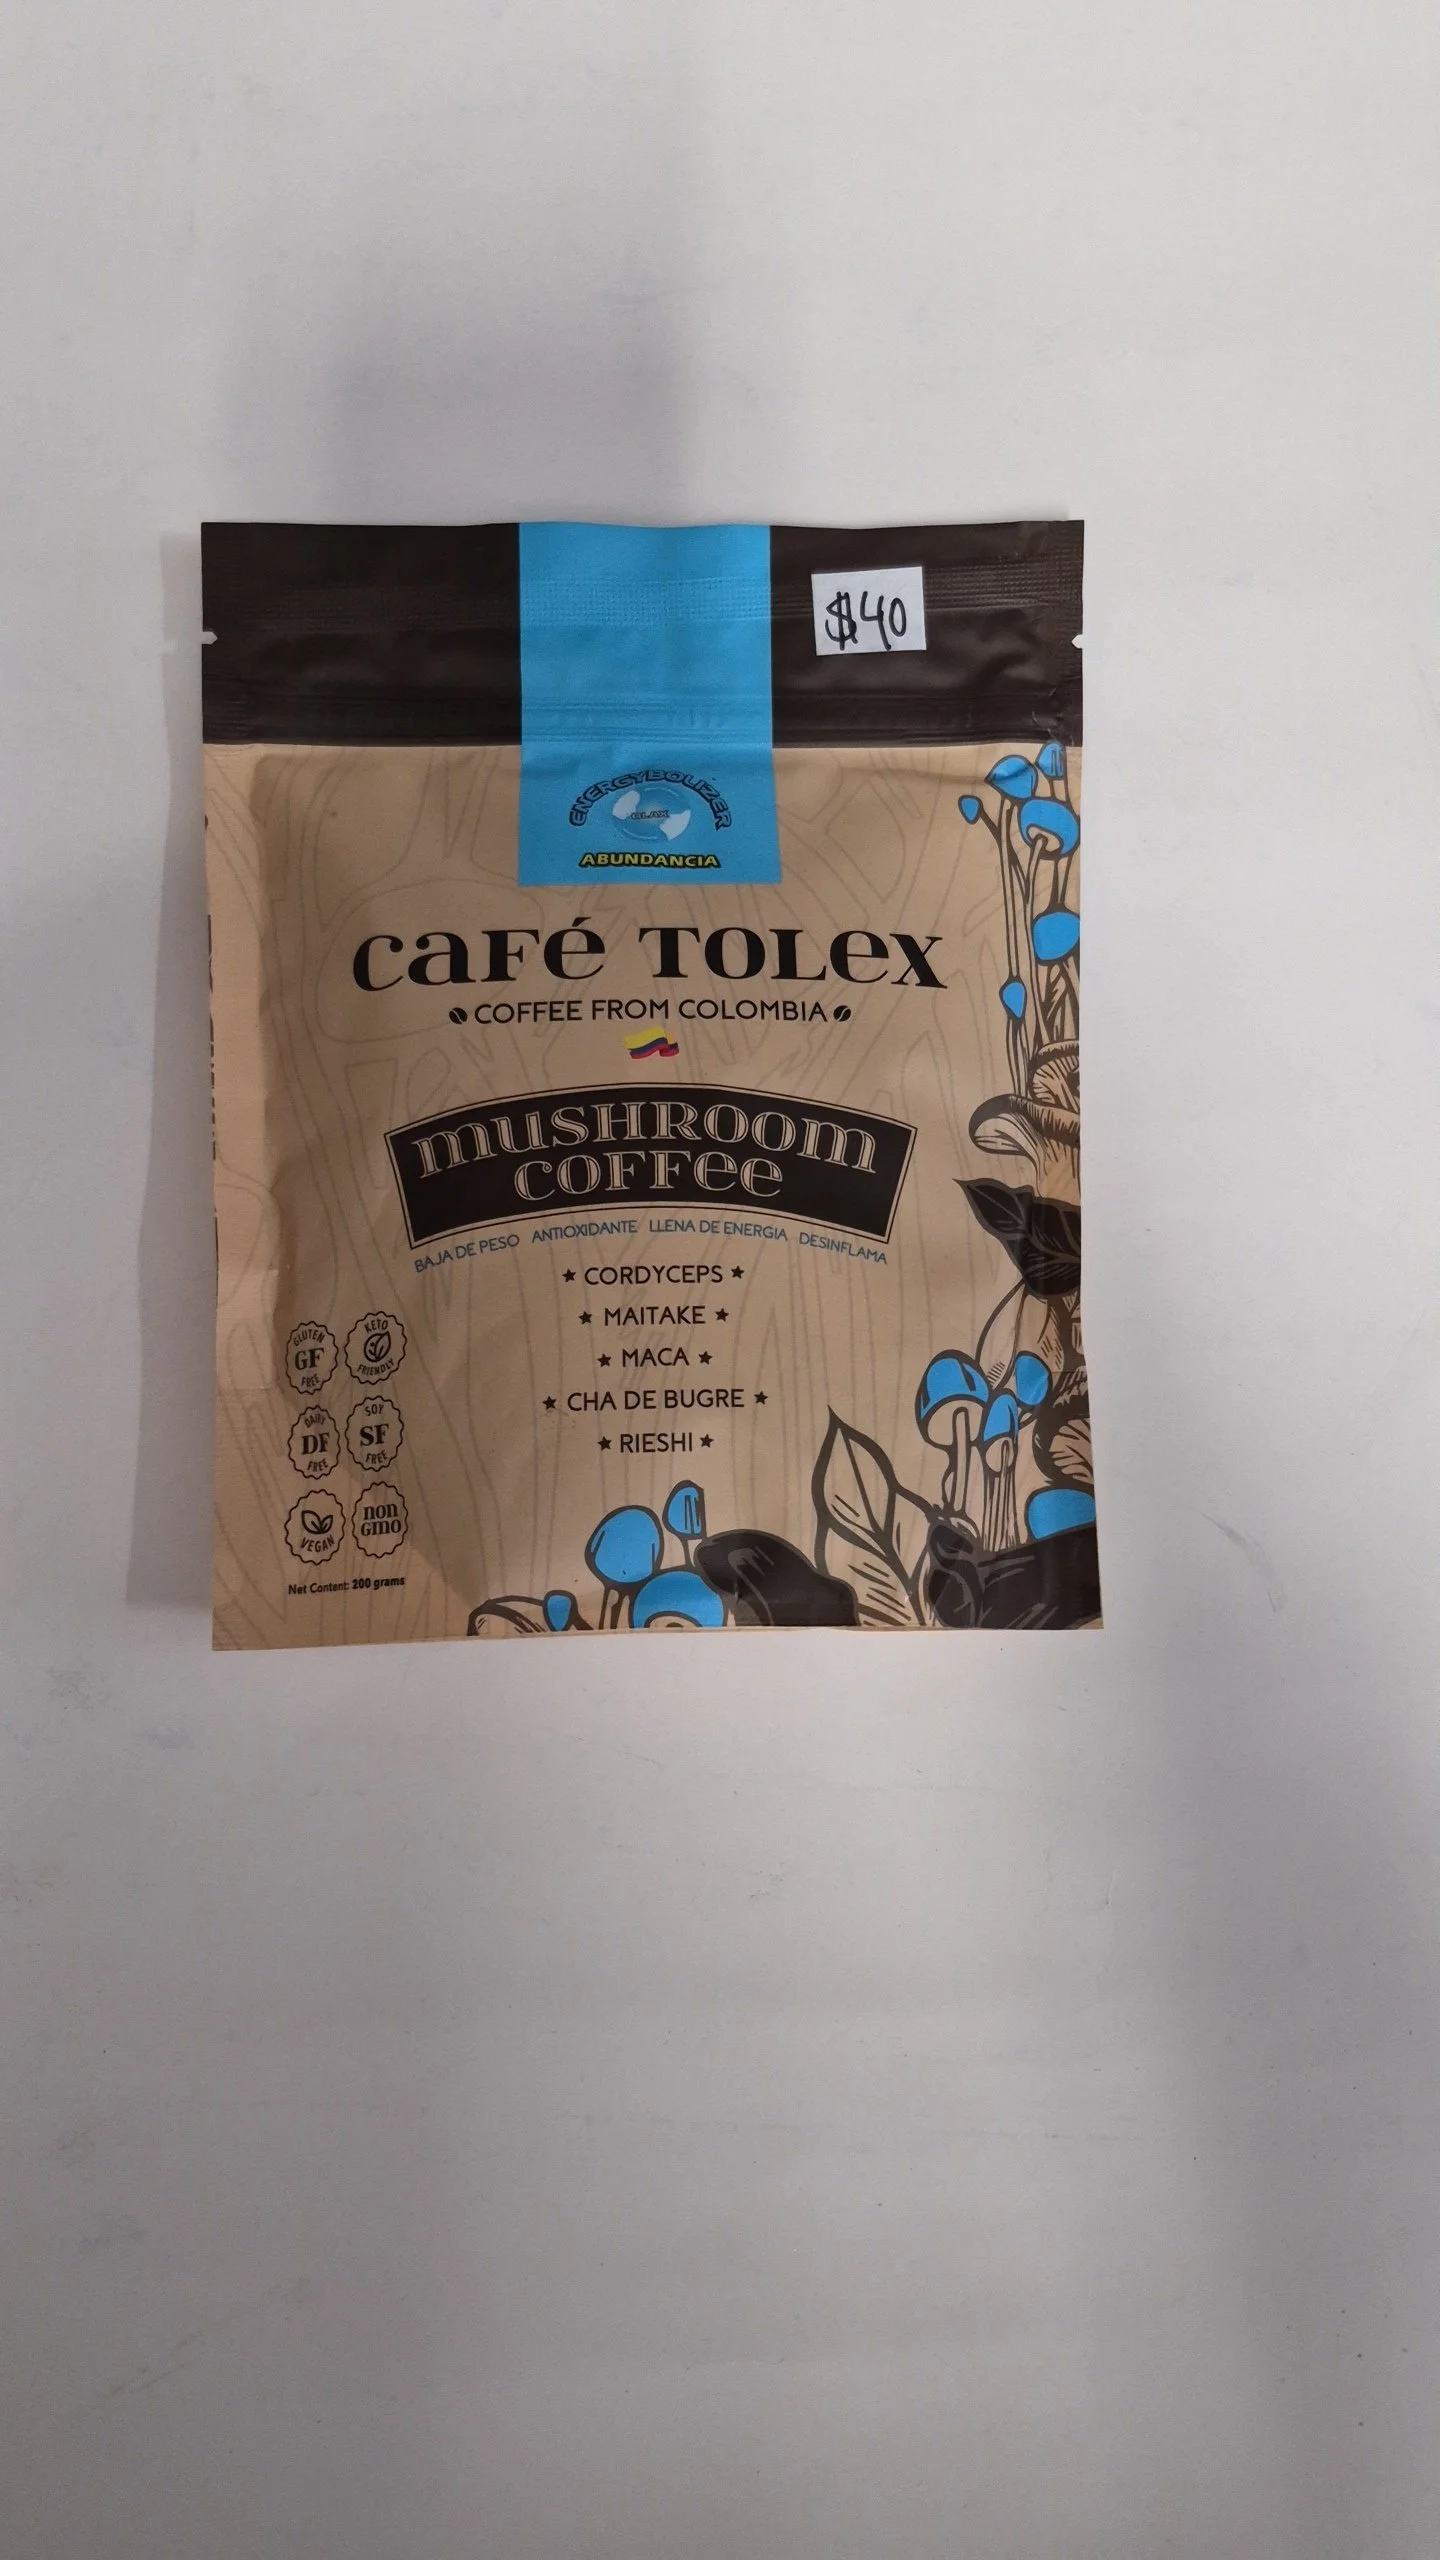 $40
ENERGYBOLIZER
RLAX
ABUNDANCIA
café TOLEX
COFFEE FROM COLOMBIA
mUSHROOM
COFFee
BAJA DE PESO ANTIOXIDANTE LLENA DE ENERGIA DESINFLAMA
★ CORDYCEPS ★
★ MAITAKE ★
★ MACA ★
★ CHA DE BUGRE ★
★ RIESHI ★
GLUTEN
GF
FREE
KETO
FRIENDLY
DAIRY
DF
FREE
SOY
SF
FREE
VEGAN
non
GMO
Net Content: 200 grams